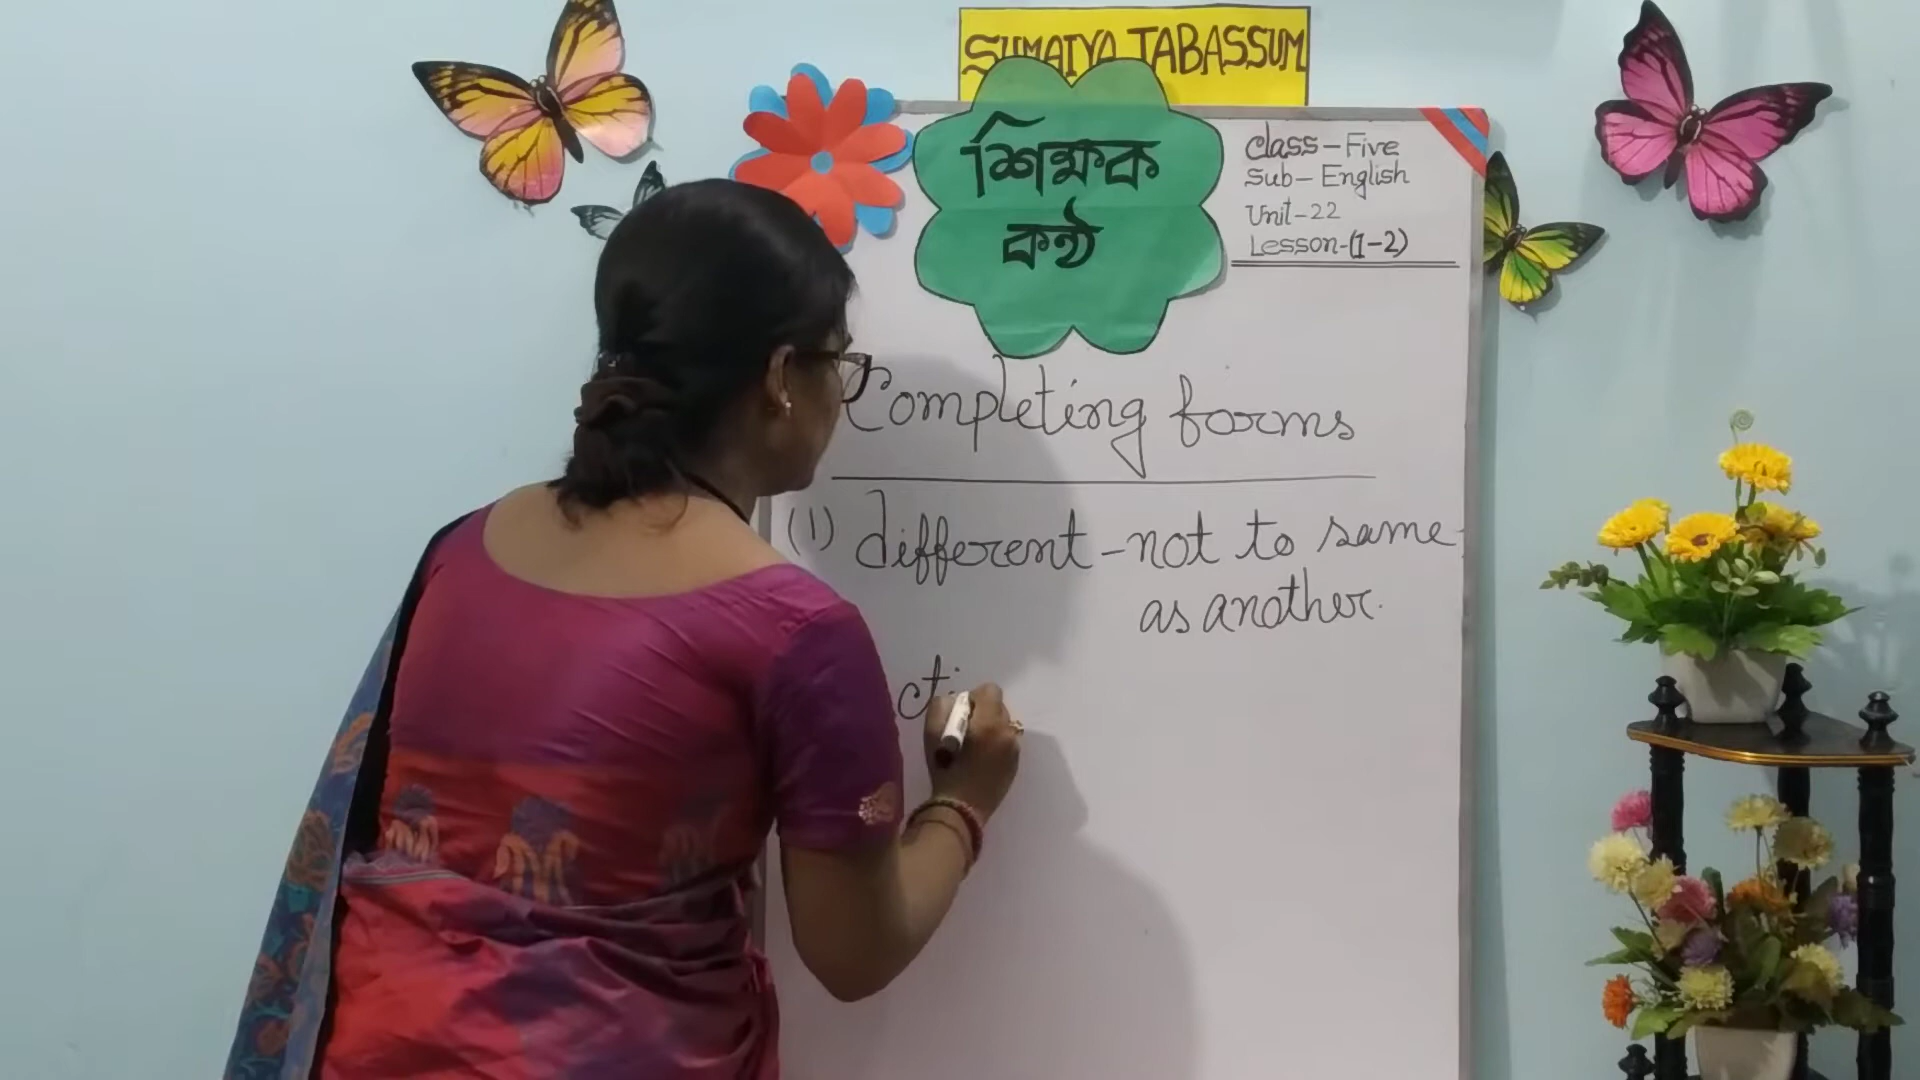 SUMAIYA TABASSUM
শিক্ষক
কন্ঠ
Class-Five
Sub-English
Unit-22
Lesson-(1-2)
Completing forms
(1) different-not to same
as another.